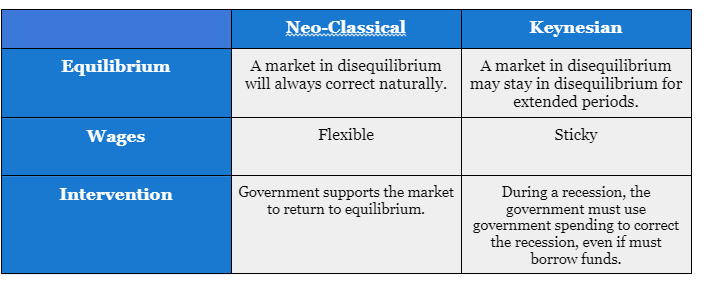 Neo-Classical
Keynesian
Equilibrium
A market in disequilibrium
will always correct naturally.
A market in disequilibrium
may stay in disequilibrium for
extended periods.
Wages
Flexible
Sticky
Intervention
Government supports the market
to return to equilibrium.
During a recession, the
government must use
government spending to correct
the recession, even if must
borrow funds.